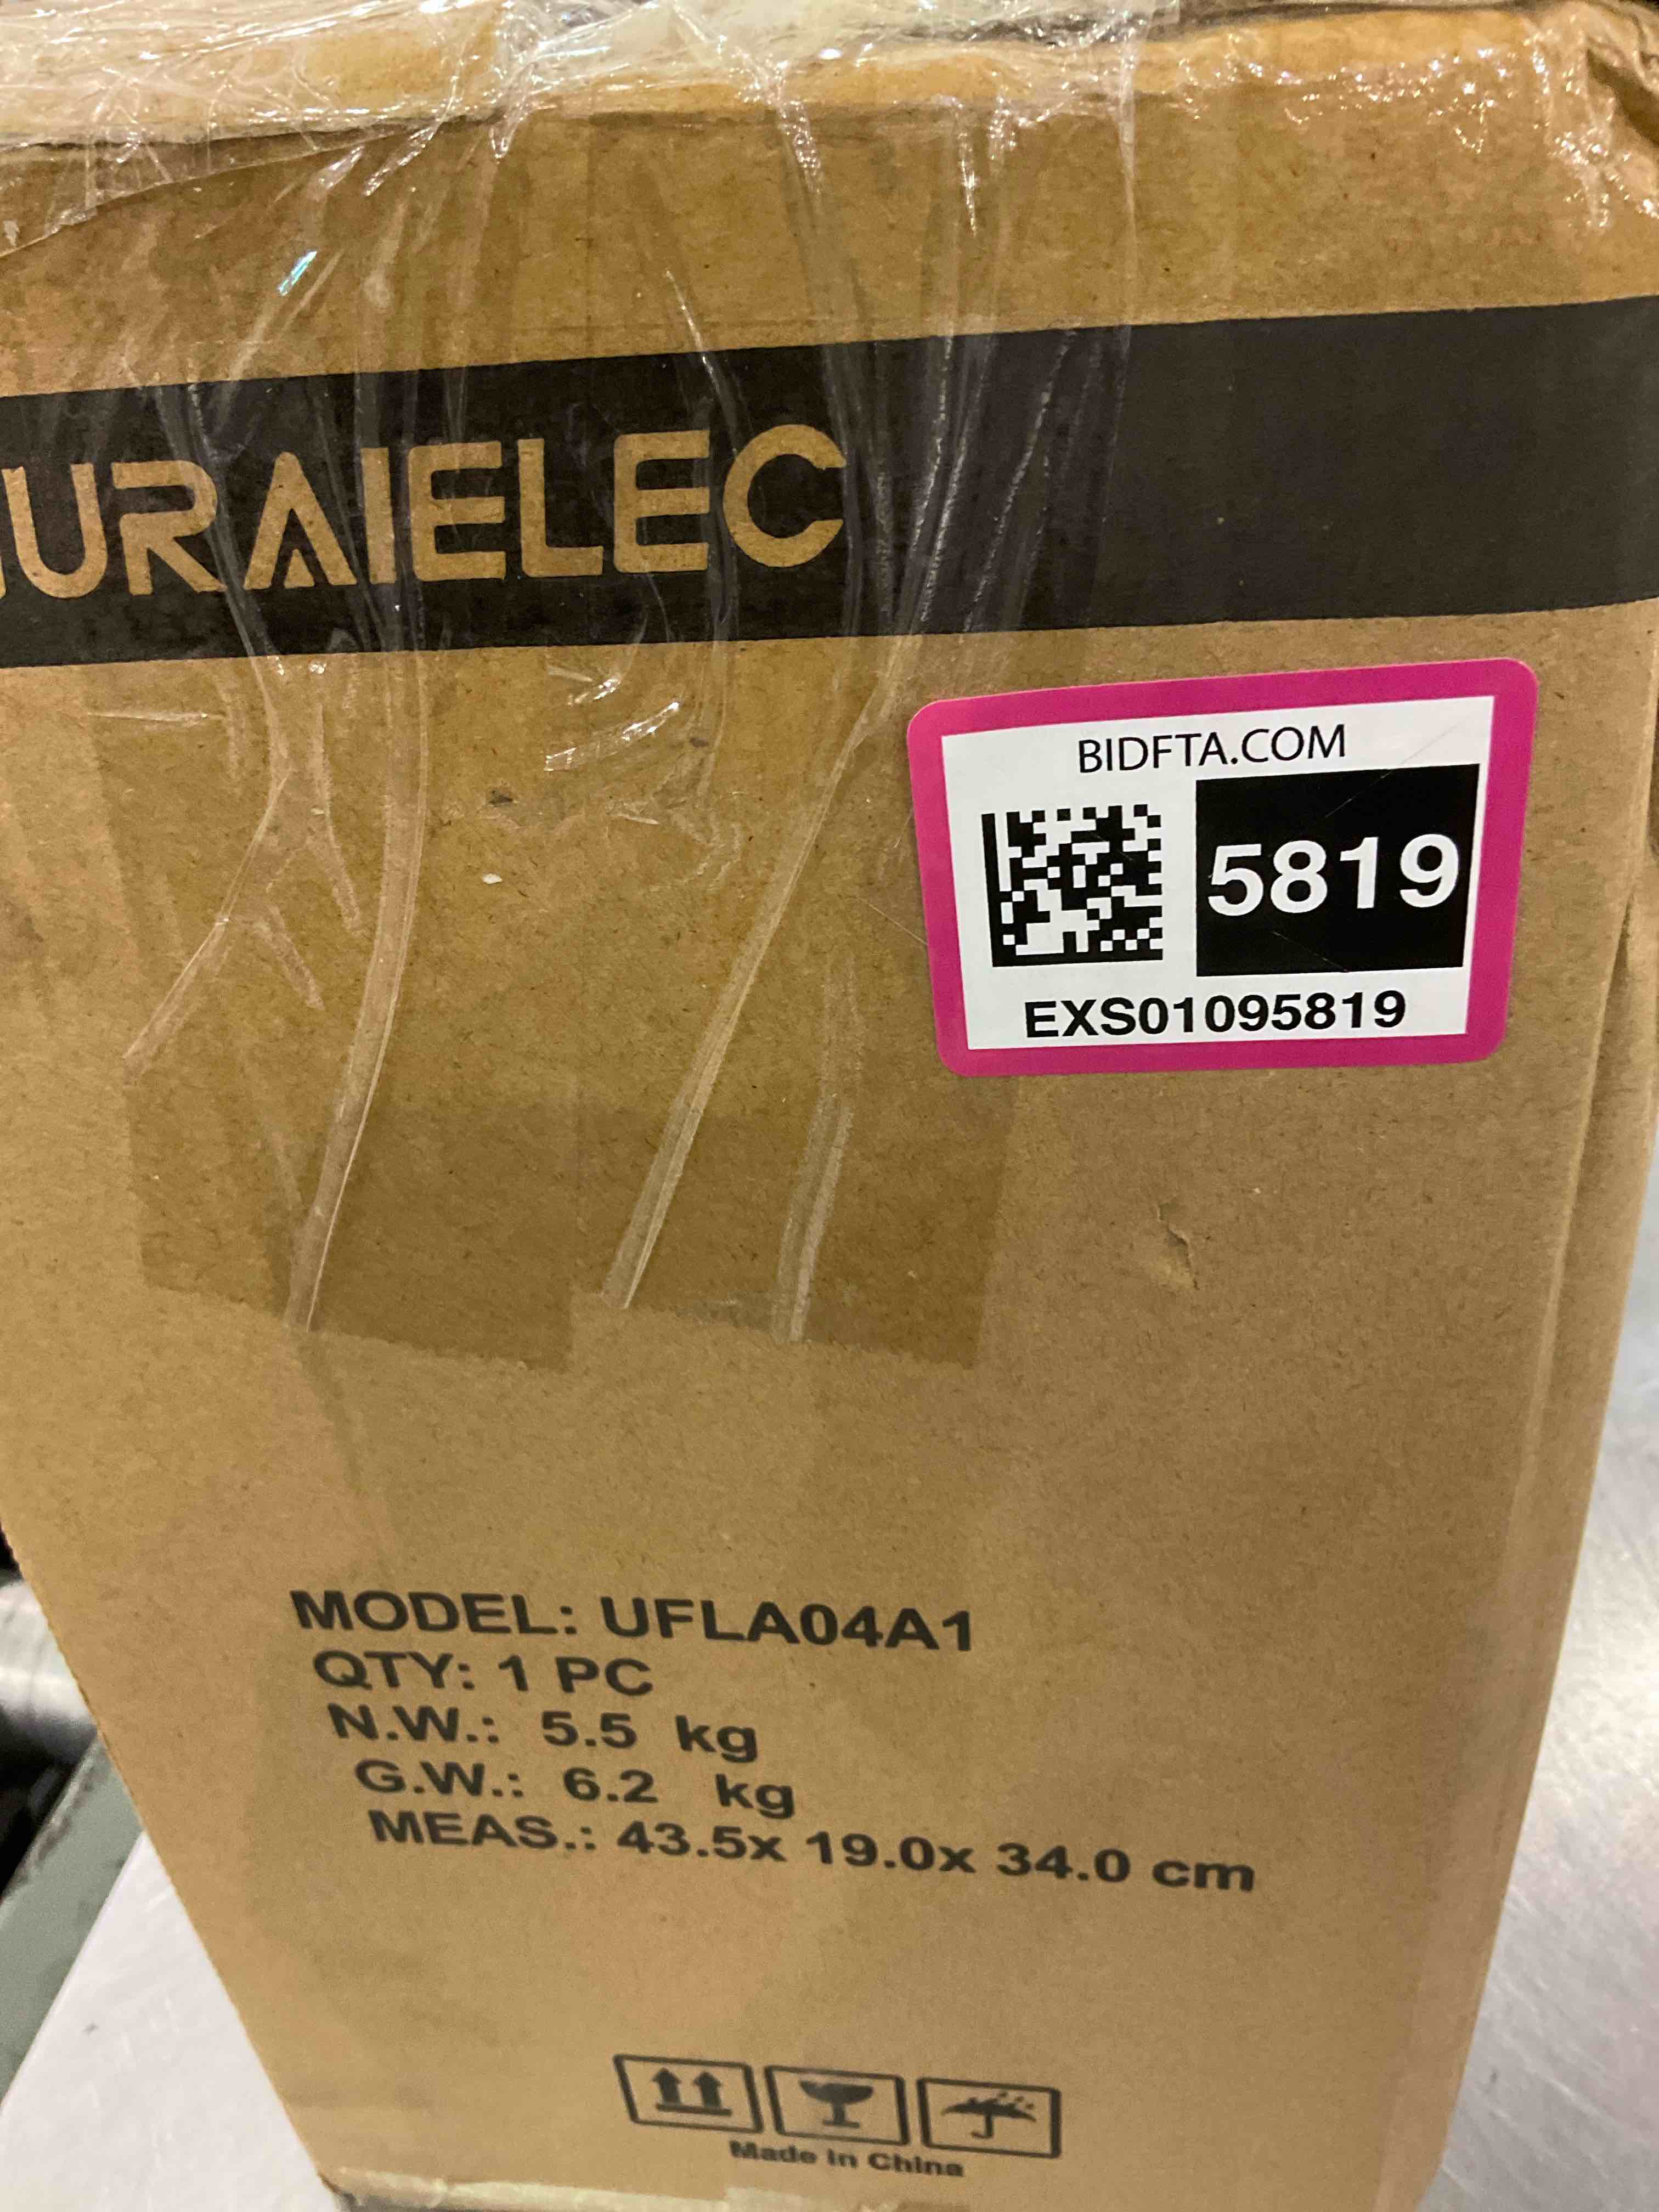 URAIELEC
BIDFTA.COM
5819
EXS01095819
MODEL: UFLA04A1
QTY: 1 PC
N.W.: 5.5 kg
G.W.: 6.2 kg
MEAS.: 43.5x 19.0x 34.0 cm
Made in China